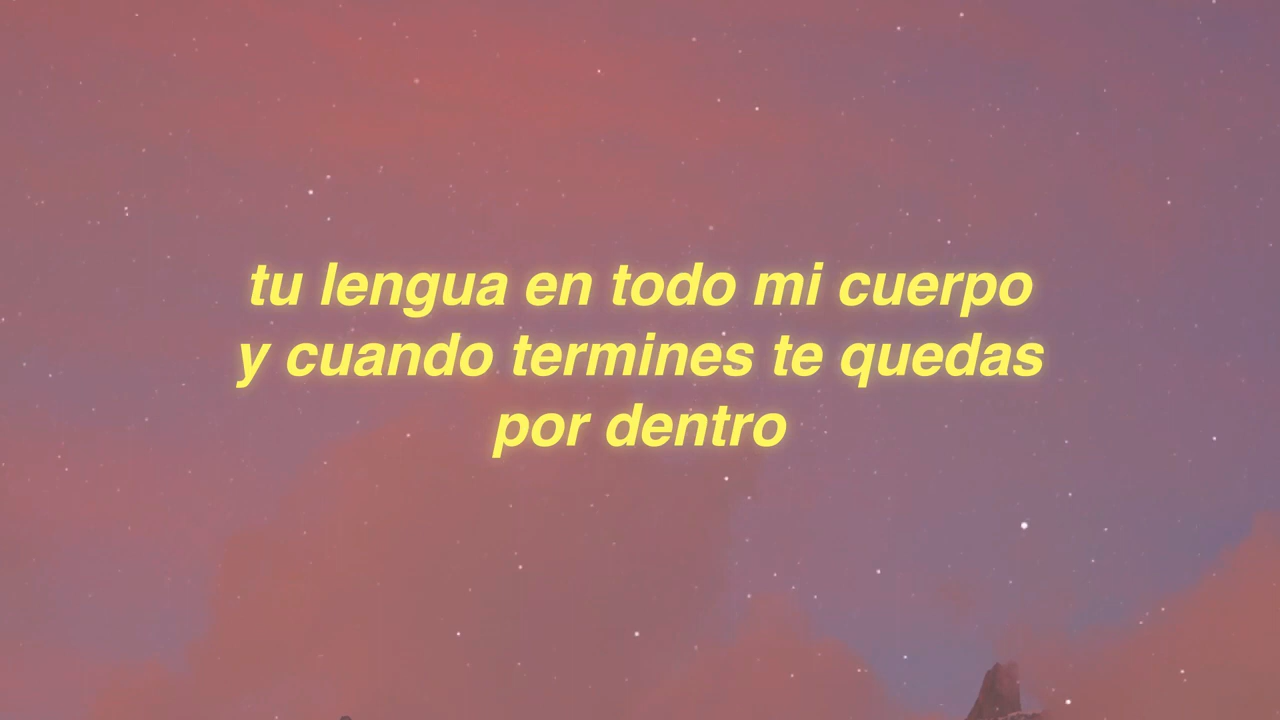 tu lengua en todo mi cuerpo
y cuando termines te quedas
por dentro